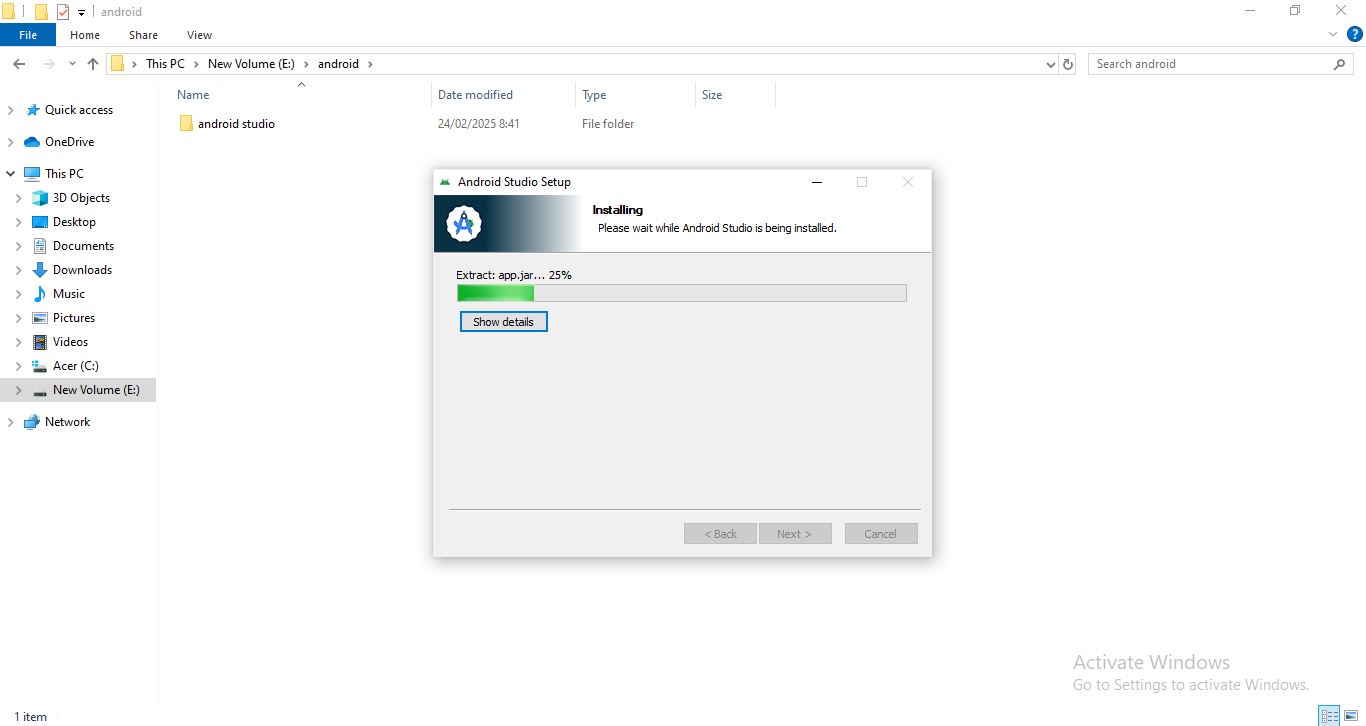 android
File Home Share View
This PC New Volume (E:) android
Search android
Name Date modified Type Size
android studio 24/02/2025 8:41 File folder
Quick access
OneDrive
This PC
3D Objects
Desktop
Documents
Downloads
Music
Pictures
Videos
Acer (C:)
New Volume (E:)
Network
Android Studio Setup
Installing
Please wait while Android Studio is being installed.
Extract: app.jar... 25%
Show details
< Back Next > Cancel
Activate Windows
Go to Settings to activate Windows.
1 item